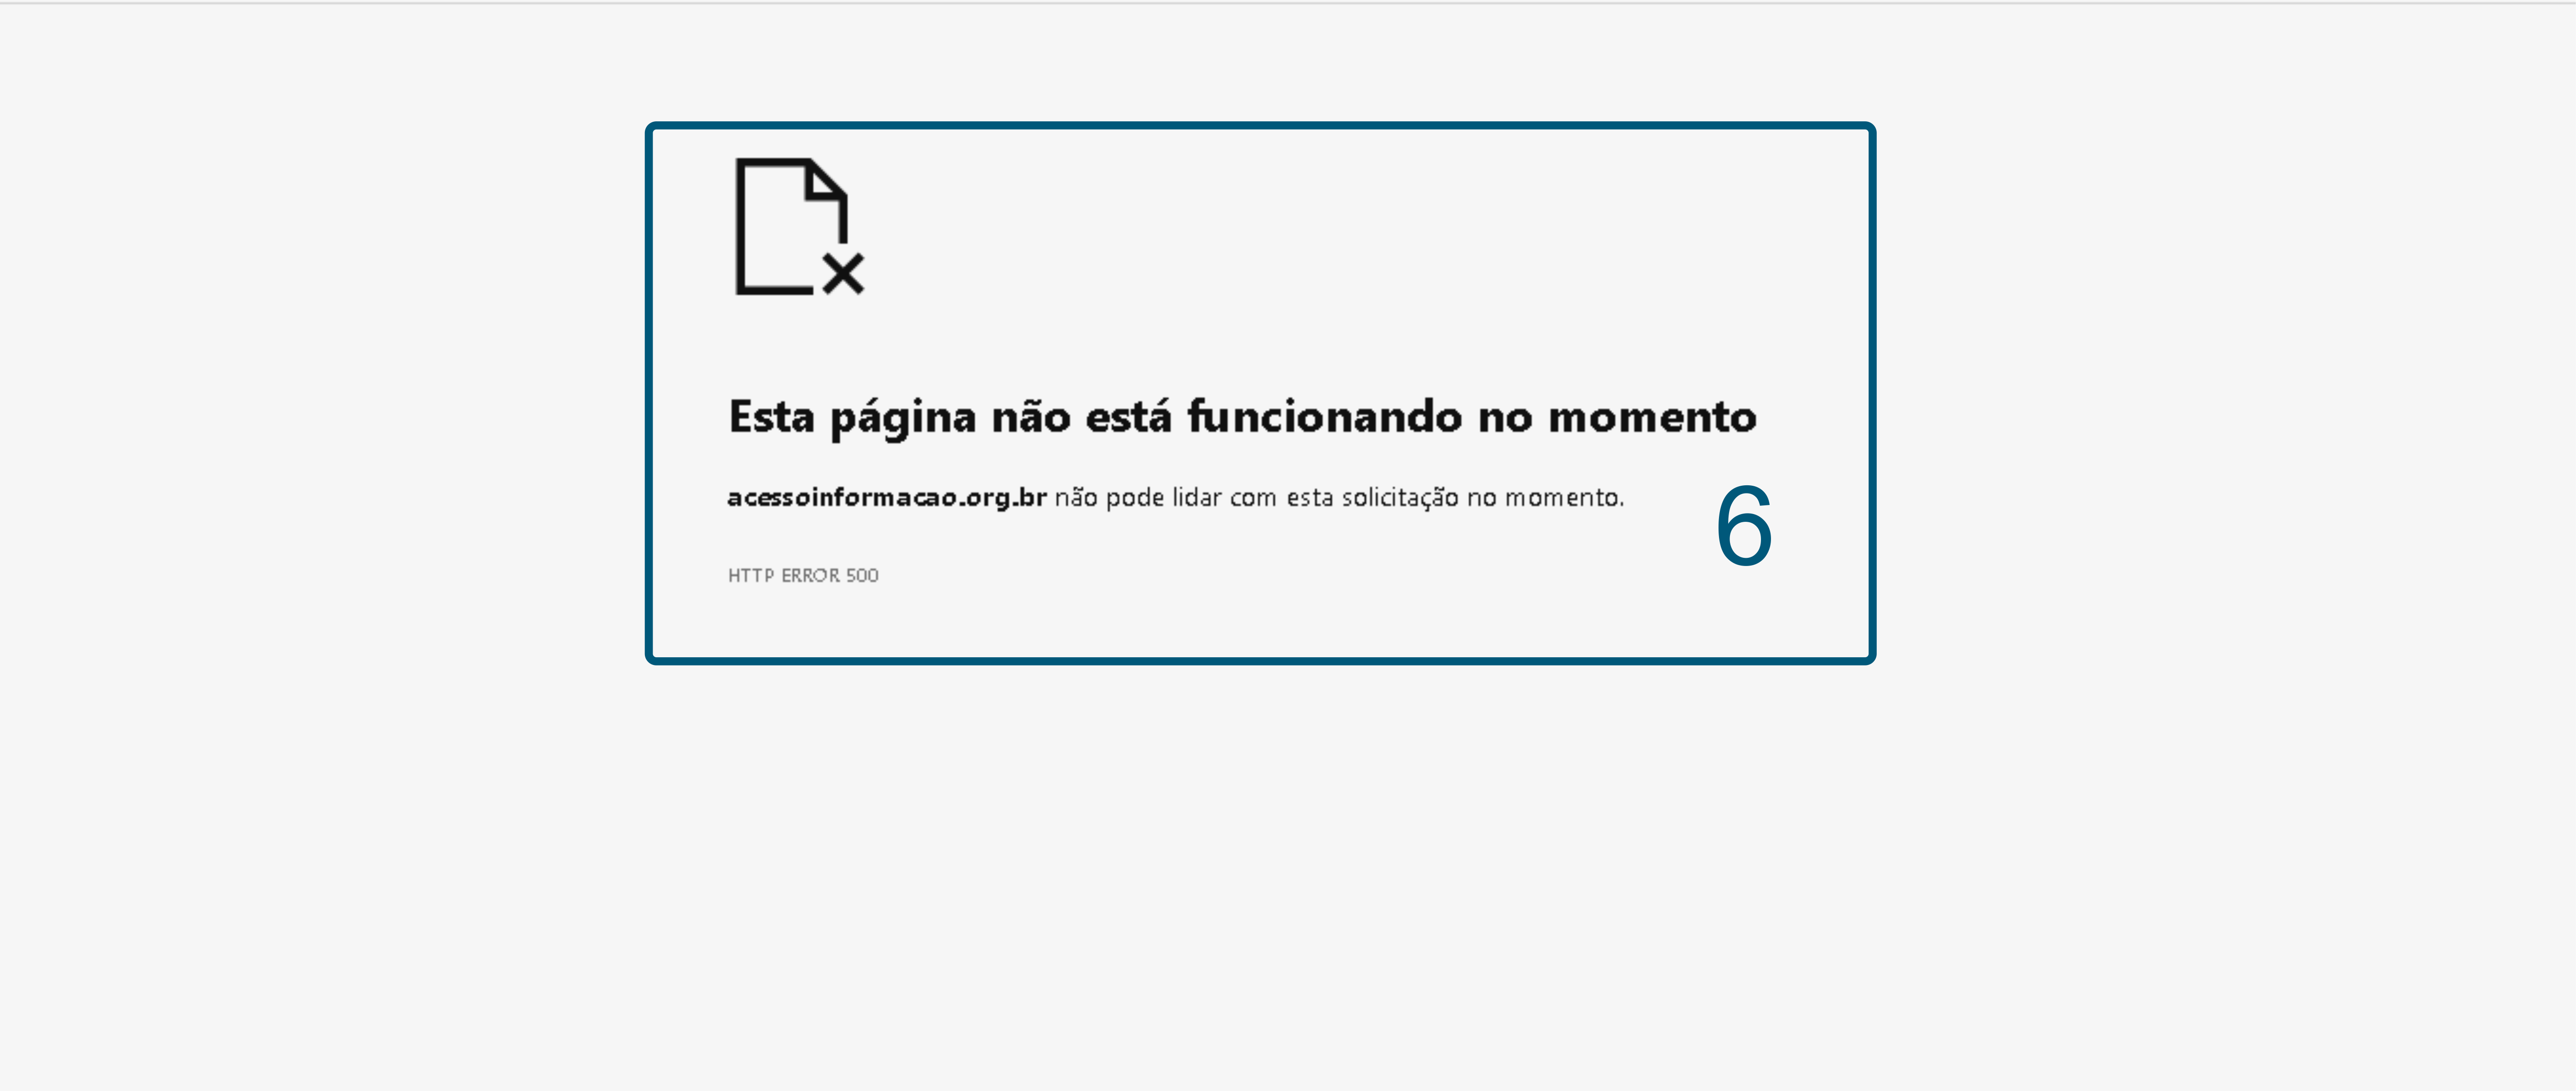 Esta página não está funcionando no momento
acessoinformacao.org.br não pode lidar com esta solicitação no momento.
6
HTTP ERROR 500